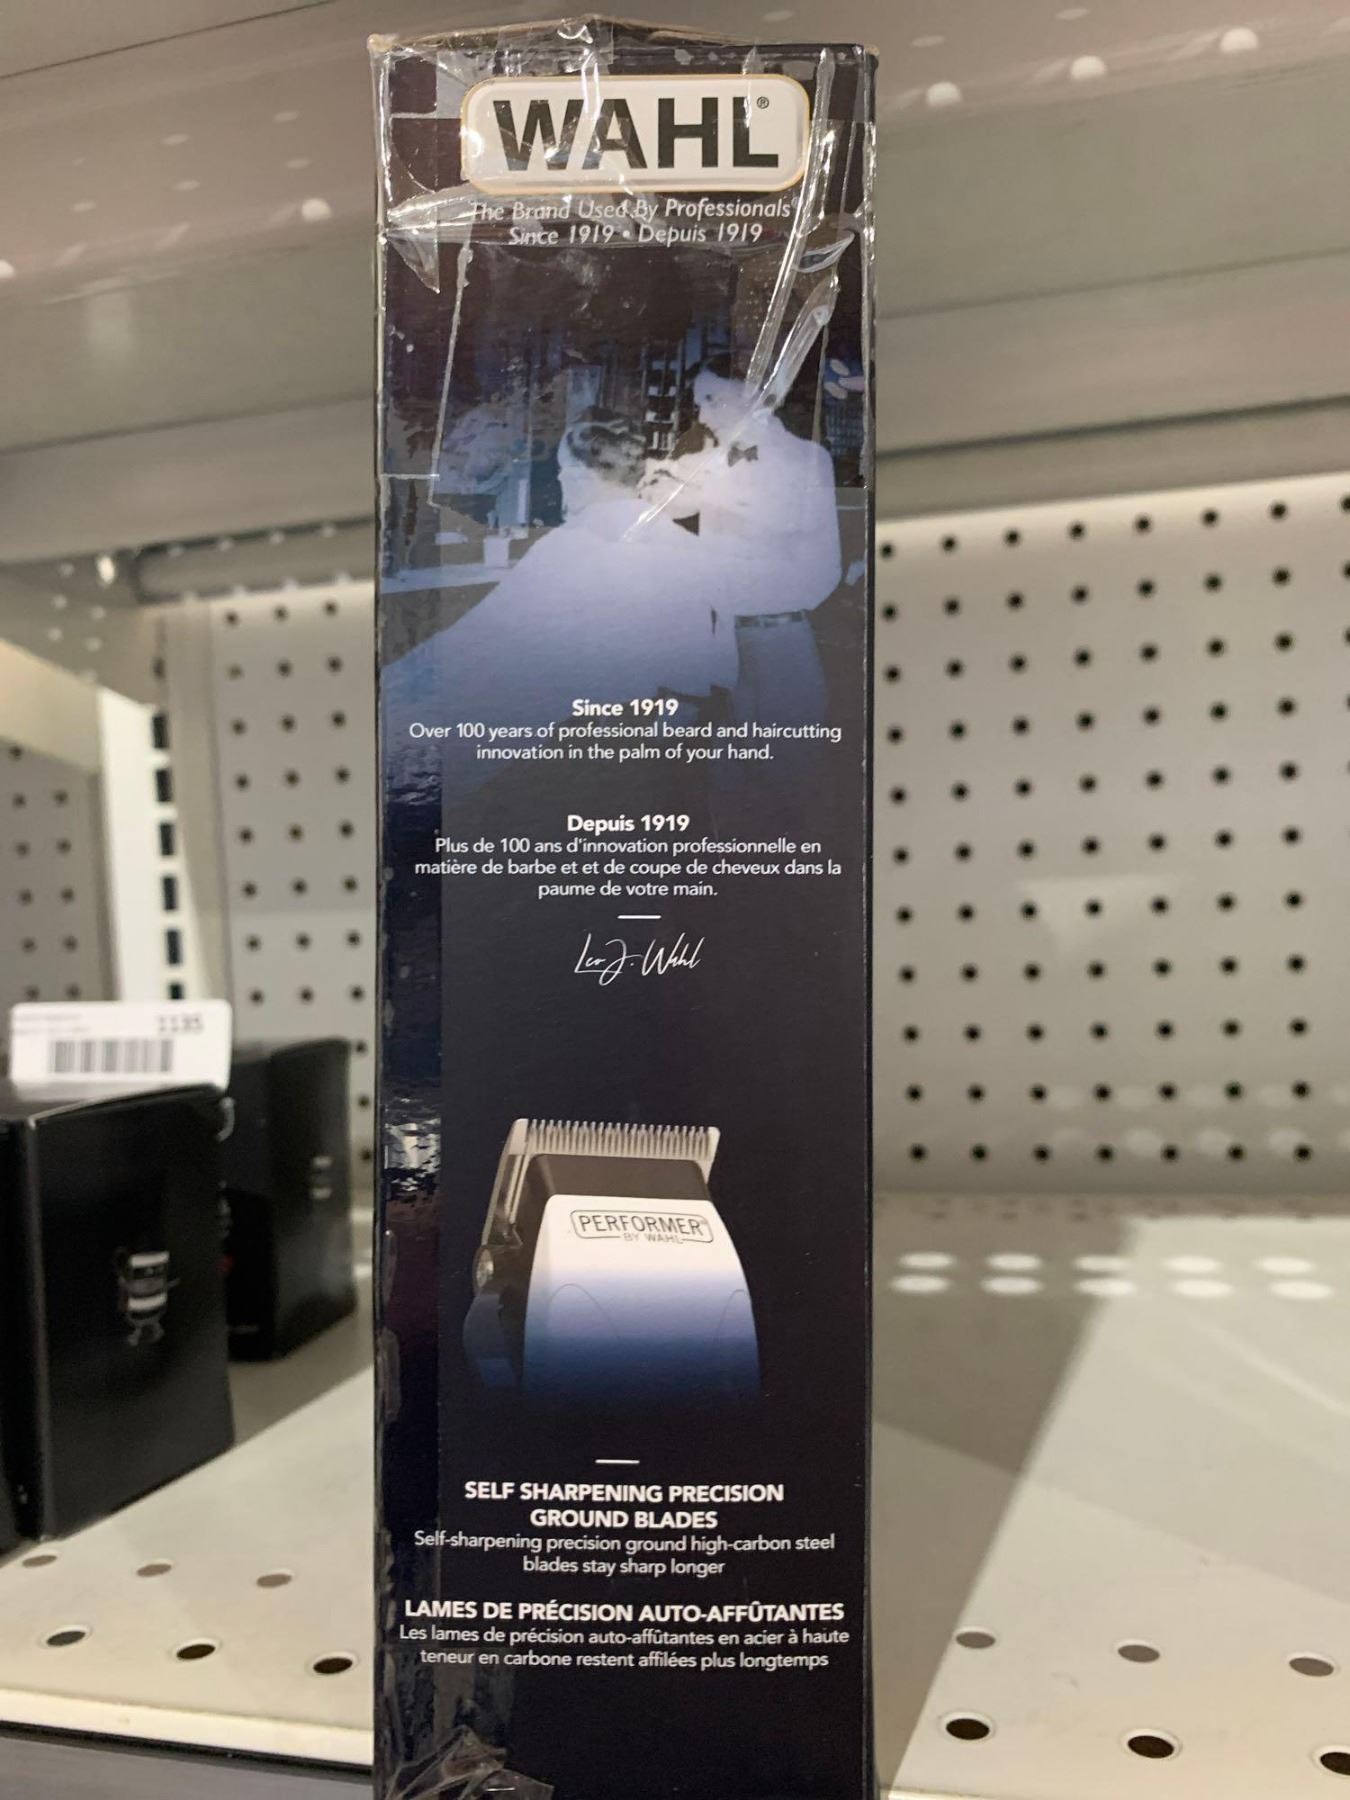 WAHL®
The Brand Used By Professionals®
Since 1919 • Depuis 1919
Since 1919
Over 100 years of professional beard and haircutting
innovation in the palm of your hand.
Depuis 1919
Plus de 100 ans d'innovation professionnelle en
matière de barbe et et de coupe de cheveux dans la
paume de votre main.
Leo J. Wahl
1135
PERFORMER®
BY WAHL
SELF SHARPENING PRECISION
GROUND BLADES
Self-sharpening precision ground high-carbon steel
blades stay sharp longer
LAMES DE PRÉCISION AUTO-AFFÛTANTES
Les lames de précision auto-affûtantes en acier à haute
teneur en carbone restent affilées plus longtemps